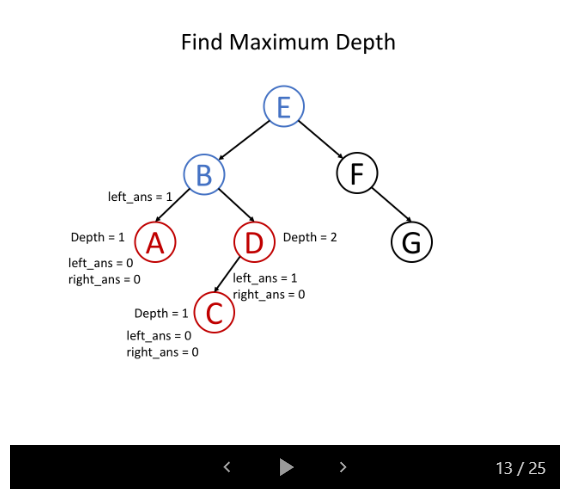 Find Maximum Depth
E
B
F
left_ans = 1
Depth = 1
A
D
Depth = 2
G
left_ans = 0
right_ans = 0
left_ans = 1
right_ans = 0
Depth = 1
C
left_ans = 0
right_ans = 0
13 / 25